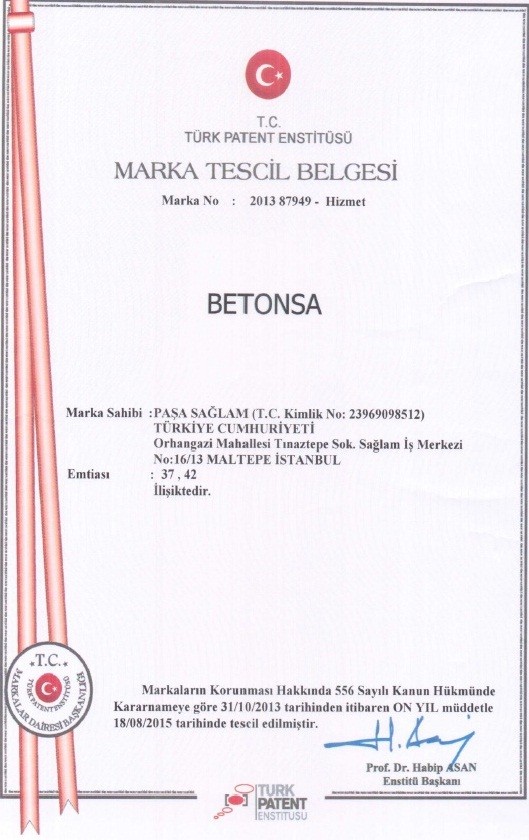 T.C.
TÜRK PATENT ENSTİTÜSÜ
MARKA TESCİL BELGESİ
Marka No : 2013 87949 - Hizmet
BETONSA
Marka Sahibi :PAŞA SAĞLAM (T.C. Kimlik No: 23969098512)
TÜRKİYE CUMHURİYETİ
Orhangazi Mahallesi Tınaztepe Sok. Sağlam İş Merkezi
No:16/13 MALTEPE İSTANBUL
Emtiası : 37 , 42
İlişiktedir.
T.C.
TÜRK PATENT ENSTİTÜSÜ
MARKALAR DAİRESİ BAŞKANLIĞI
Markaların Korunması Hakkında 556 Sayılı Kanun Hükmünde
Kararnameye göre 31/10/2013 tarihinden itibaren ON YIL müddetle
18/08/2015 tarihinde tescil edilmiştir.
Prof. Dr. Habip ASAN
Enstitü Başkanı
TÜRK
PATENT
ENSTİTÜSÜ